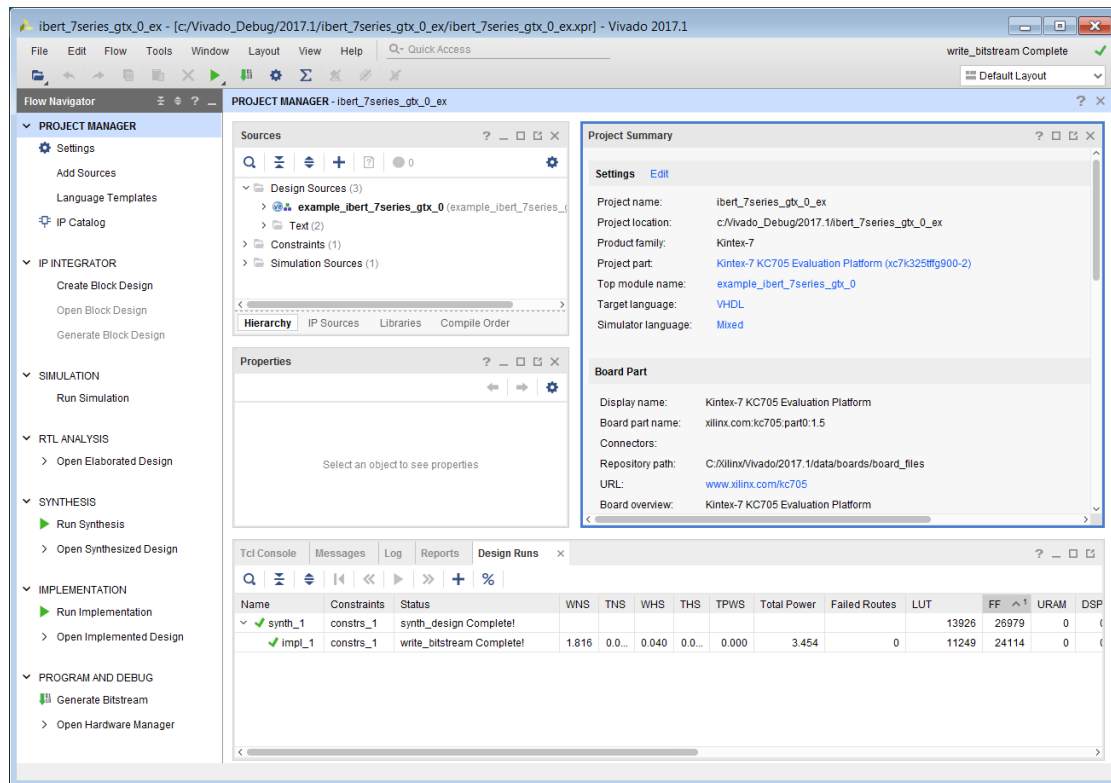 ibert_7series_gtx_0_ex - [c:/Vivado_Debug/2017.1/ibert_7series_gtx_0_ex/ibert_7series_gtx_0_ex.xpr] - Vivado 2017.1
File Edit Flow Tools Window Layout View Help Quick Access write_bitstream Complete
Default Layout
Flow Navigator
PROJECT MANAGER - ibert_7series_gtx_0_ex
PROJECT MANAGER
Settings
Add Sources
Language Templates
IP Catalog
IP INTEGRATOR
Create Block Design
Open Block Design
Generate Block Design
SIMULATION
Run Simulation
RTL ANALYSIS
Open Elaborated Design
SYNTHESIS
Run Synthesis
Open Synthesized Design
IMPLEMENTATION
Run Implementation
Open Implemented Design
PROGRAM AND DEBUG
Generate Bitstream
Open Hardware Manager
Sources
0
Design Sources (3)
example_ibert_7series_gtx_0 (example_ibert_7series_
Text (2)
Constraints (1)
Simulation Sources (1)
Hierarchy IP Sources Libraries Compile Order
Properties
Select an object to see properties
Project Summary
Settings Edit
Project name: ibert_7series_gtx_0_ex
Project location: c:/Vivado_Debug/2017.1/ibert_7series_gtx_0_ex
Product family: Kintex-7
Project part: Kintex-7 KC705 Evaluation Platform (xc7k325tffg900-2)
Top module name: example_ibert_7series_gtx_0
Target language: VHDL
Simulator language: Mixed
Board Part
Display name: Kintex-7 KC705 Evaluation Platform
Board part name: xilinx.com:kc705:part0:1.5
Connectors:
Repository path: C:/Xilinx/Vivado/2017.1/data/boards/board_files
URL: www.xilinx.com/kc705
Board overview: Kintex-7 KC705 Evaluation Platform
Tcl Console Messages Log Reports Design Runs
Name Constraints Status WNS TNS WHS THS TPWS Total Power Failed Routes LUT FF 1 URAM DSP
synth_1 constrs_1 synth_design Complete! 13926 26979 0
impl_1 constrs_1 write_bitstream Complete! 1.816 0.0... 0.040 0.0... 0.000 3.454 0 11249 24114 0